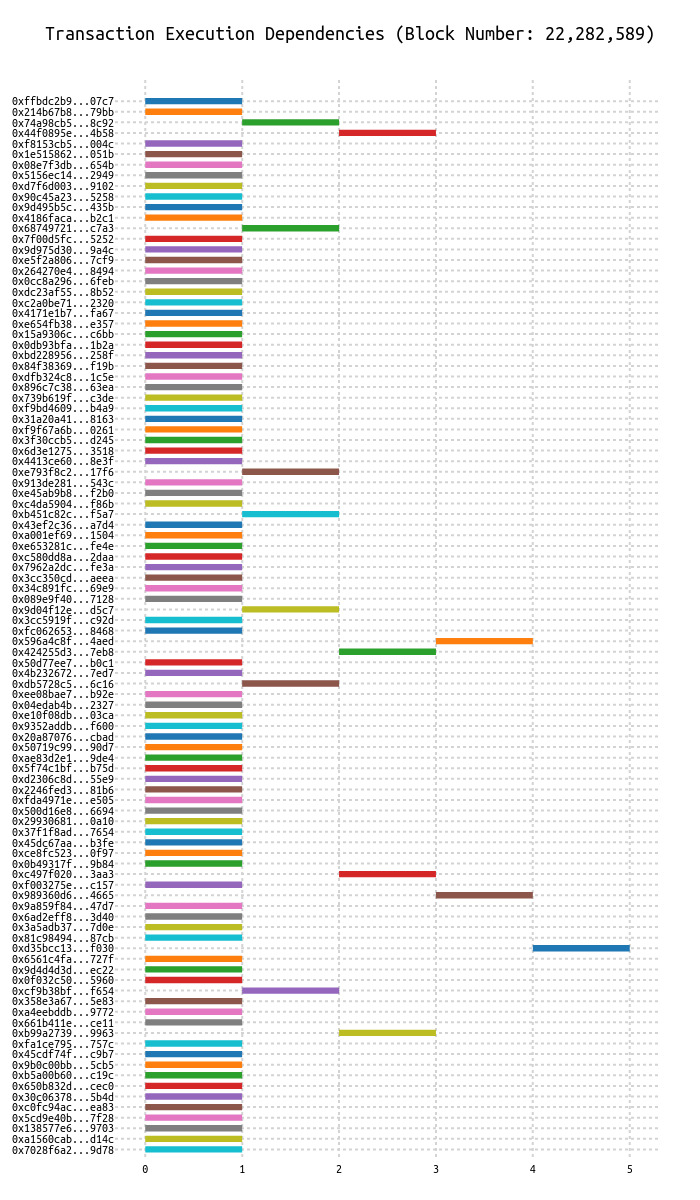 Transaction Execution Dependencies (Block Number: 22,282,589)
0xffbdc2b9...07c7
0x214b67b8...79bb
0x74a98cb5...8c92
0x44f0895e...4b58
0xf8153cb5...004c
0x1e515862...051b
0x08e7f3db...654b
0x5156ec14...2949
0xd7f6d003...9102
0x90c45a23...5258
0x9d495b5c...435b
0x4186faca...b2c1
0x68749721...c7a3
0x7f00d5fc...5252
0x9d975d30...9a4c
0xe5f2a806...7cf9
0x264270e4...8494
0x0cc8a296...6feb
0xdc23af55...8b52
0xc2a0be71...2320
0x4171e1b7...fa67
0xe654fb38...e357
0x15a9306c...c6bb
0x0db93bfa...1b2a
0xbd228956...258f
0x84f38369...f19b
0xdfb324c8...1c5e
0x896c7c38...63ea
0x739b619f...c3de
0xf9bd4609...b4a9
0x31a20a41...8163
0xf9f67a6b...0261
0x3f30ccb5...d245
0x6d3e1275...3518
0x4413ce60...8e3f
0xe793f8c2...17f6
0x913de281...543c
0xe45ab9b8...f2b0
0xc4da5904...f86b
0xb451c82c...f5a7
0x43ef2c36...a7d4
0xa001ef69...1504
0xe653281c...fe4e
0xc580dd8a...2daa
0x7962a2dc...fe3a
0x3cc350cd...aeea
0x34c891fc...69e9
0x089e9f40...7128
0x9d04f12e...d5c7
0x3cc5919f...c92d
0xfc062653...8468
0x596a4c8f...4aed
0x424255d3...7eb8
0x50d77ee7...b0c1
0x4b232672...7ed7
0xdb5728c5...6c16
0xee08bae7...b92e
0x04edab4b...2327
0xe10f08db...03ca
0x9352addb...f600
0x20a87076...cbad
0x50719c99...90d7
0xae83d2e1...9de4
0x5f74c1bf...b75d
0xd2306c8d...55e9
0x2246fed3...81b6
0xfda4971e...e505
0x500d16e8...6694
0x29930681...0a10
0x37f1f8ad...7654
0x45dc67aa...b3fe
0xce8fc523...0f97
0x0b49317f...9b84
0xc497f020...3aa3
0xf003275e...c157
0x989360d6...4665
0x9a859f84...47d7
0x6ad2eff8...3d40
0x3a5adb37...7d0e
0x81c98494...87cb
0xd35bcc13...f030
0x6561c4fa...727f
0x9d4d4d3d...ec22
0x0f032c50...5960
0xcf9b38bf...f654
0x358e3a67...5e83
0xa4eebddb...9772
0x661b411e...ce11
0xb99a2739...9963
0xfa1ce795...757c
0x45cdf74f...c9b7
0x9b0c00bb...5cb5
0xb5a00b60...c19c
0x650b832d...cec0
0x30c06378...5b4d
0xc0fc94ac...ea83
0x5cd9e40b...7f28
0x138577e6...9703
0xa1560cab...d14c
0x7028f6a2...9d78
0 1 2 3 4 5